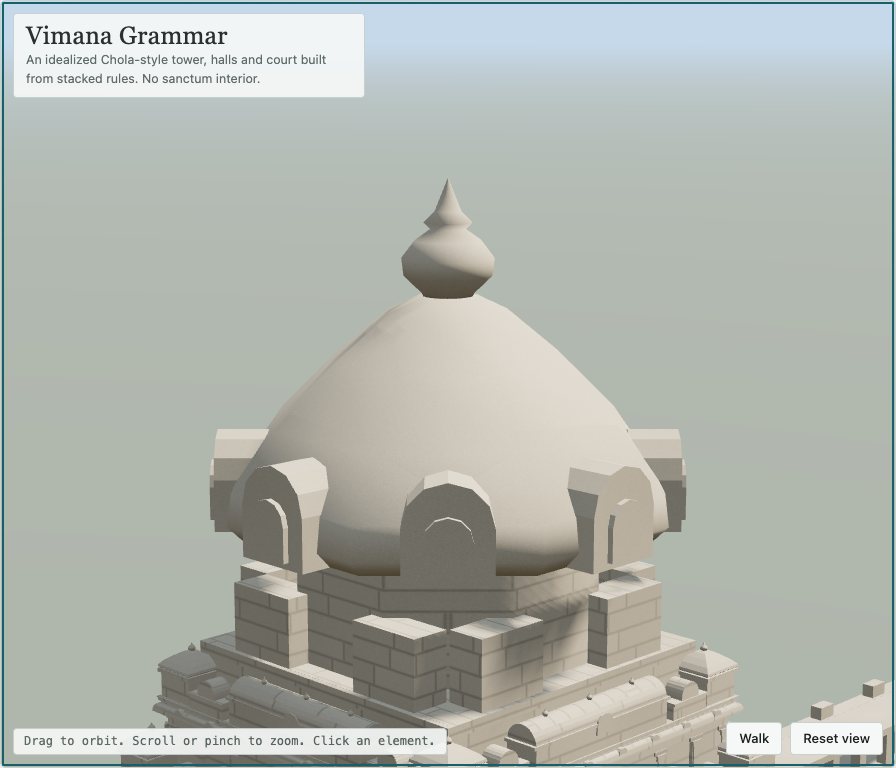 Vimana Grammar
An idealized Chola-style tower, halls and court built
from stacked rules. No sanctum interior.
Drag to orbit. Scroll or pinch to zoom. Click an element.
Walk
Reset view